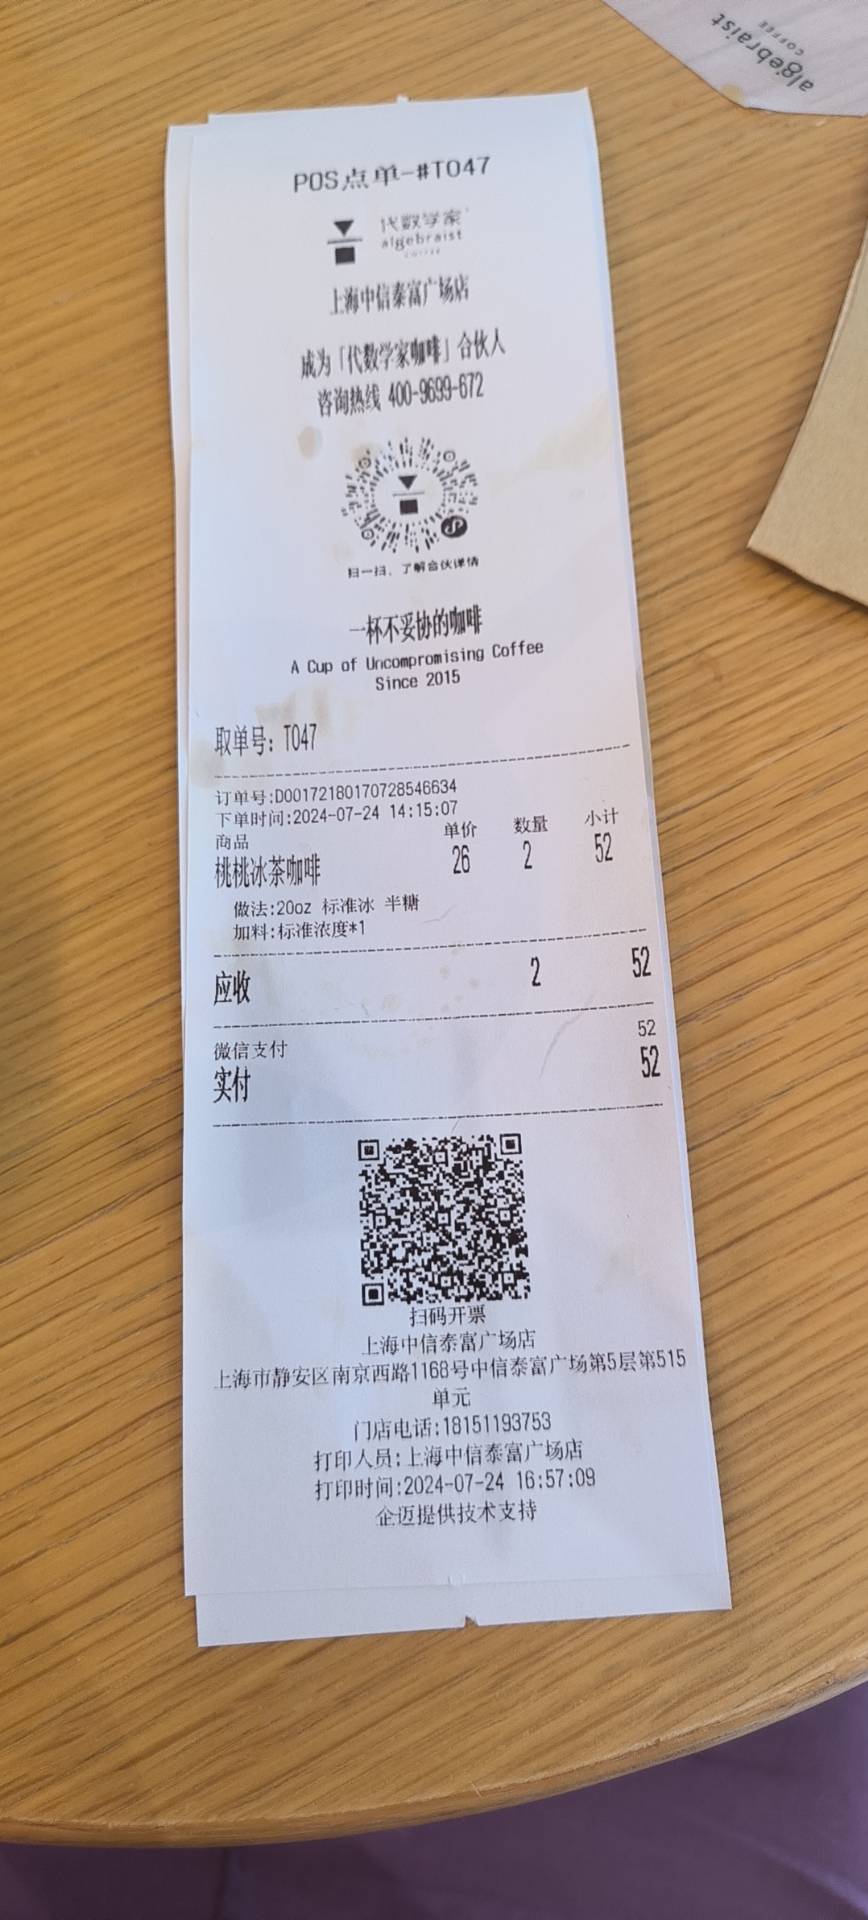 algebraist
COFFEE
POS点单-#T047
代数学家
algebraist
COFFEE
上海中信泰富广场店
成为「代数学家咖啡」合伙人
咨询热线 400-9699-672
扫一扫、了解合伙详情
一杯不妥协的咖啡
A Cup of Uncompromising Coffee
Since 2015
取单号: T047
订单号:D00172180170728546634
下单时间:2024-07-24 14:15:07
商品 单价 数量 小计
桃桃冰茶咖啡 26 2 52
做法:20oz 标准冰 半糖
加料:标准浓度*1
应收 2 52
微信支付 52
实付 52
扫码开票
上海中信泰富广场店
上海市静安区南京西路1168号中信泰富广场第5层第515
单元
门店电话:18151193753
打印人员:上海中信泰富广场店
打印时间:2024-07-24 16:57:09
企迈提供技术支持